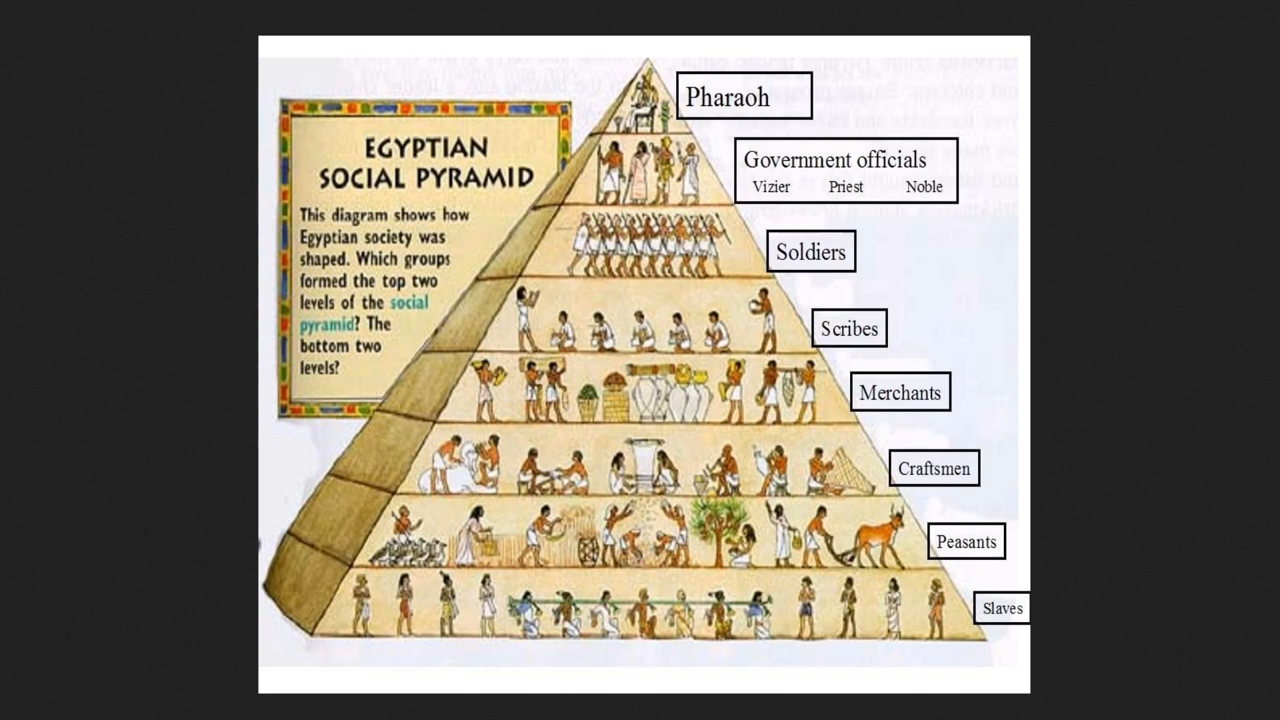 EGYPTIAN
SOCIAL PYRAMID
This diagram shows how
Egyptian society was
shaped. Which groups
formed the top two
levels of the social
pyramid? The
bottom two
levels?
Pharaoh
Government officials
Vizier Priest Noble
Soldiers
Scribes
Merchants
Craftsmen
Peasants
Slaves